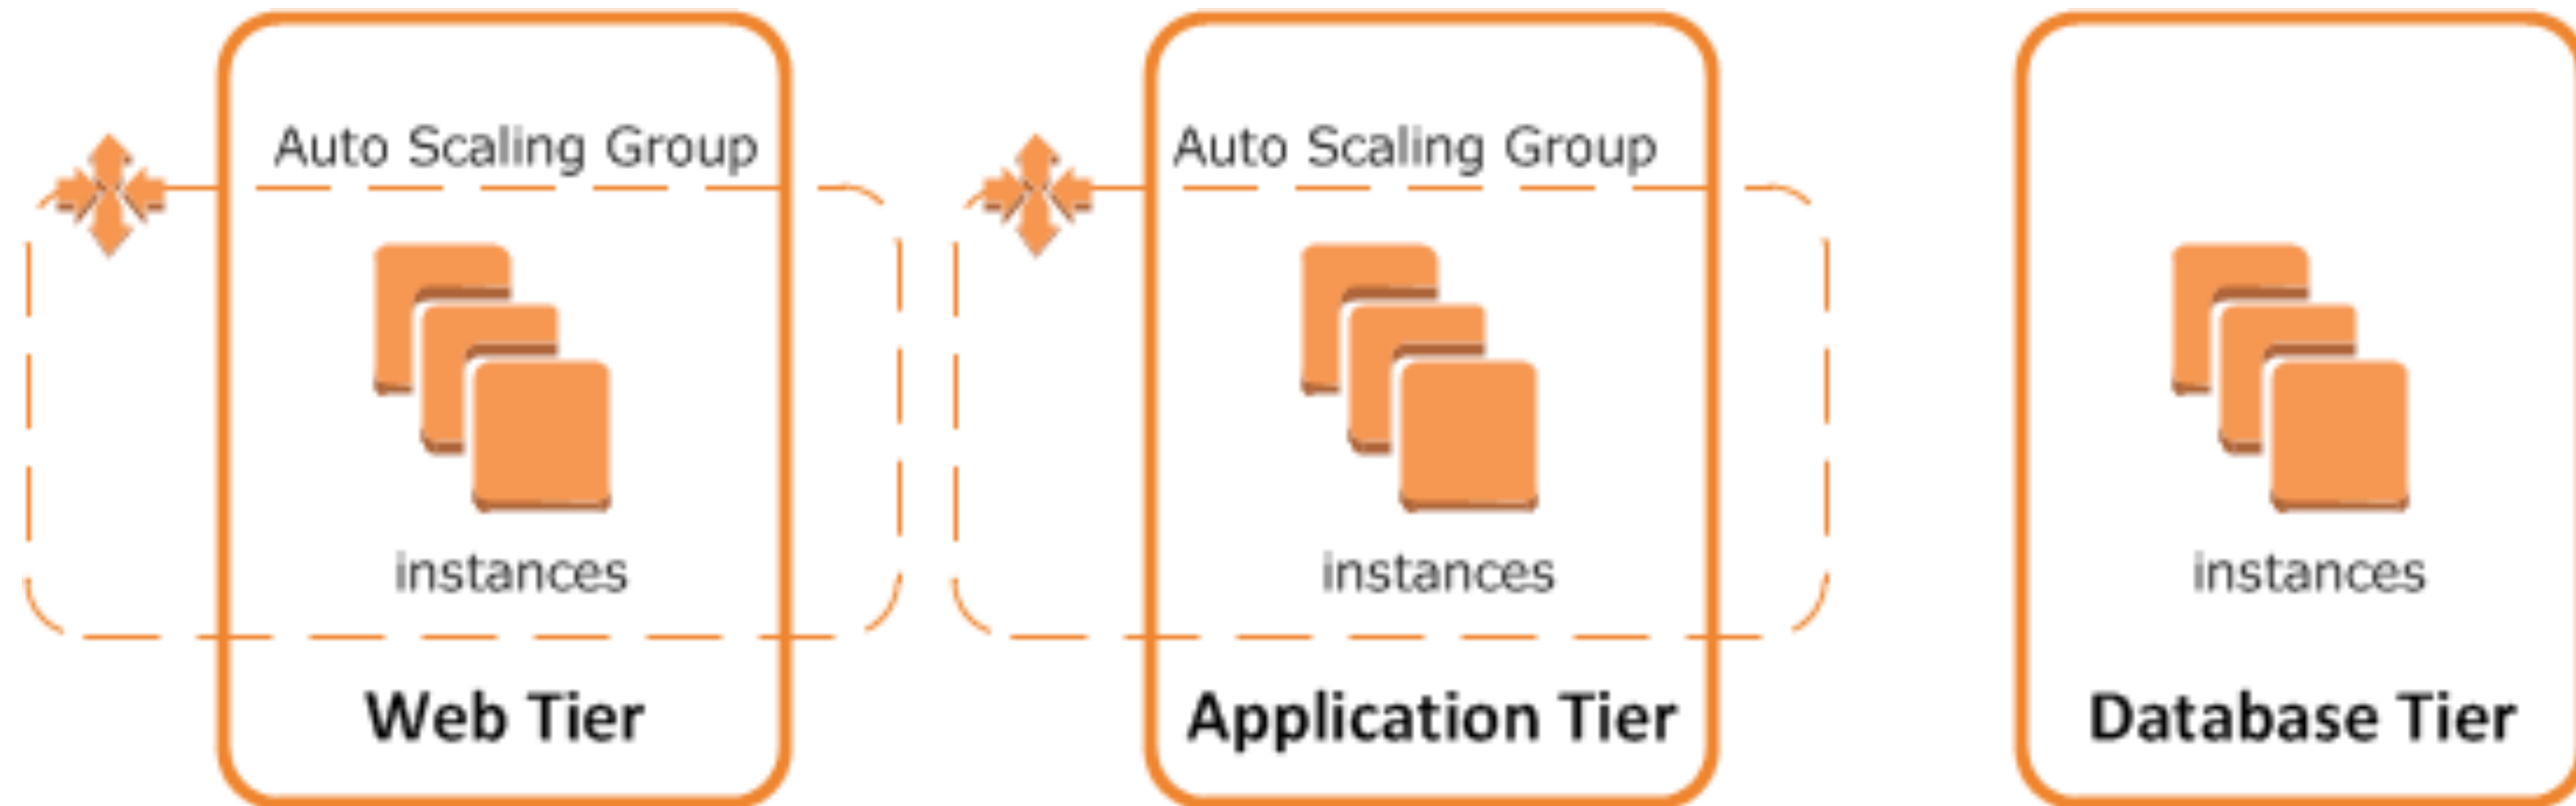 Auto Scaling Group
instances
Web Tier
Auto Scaling Group
instances
Application Tier
instances
Database Tier